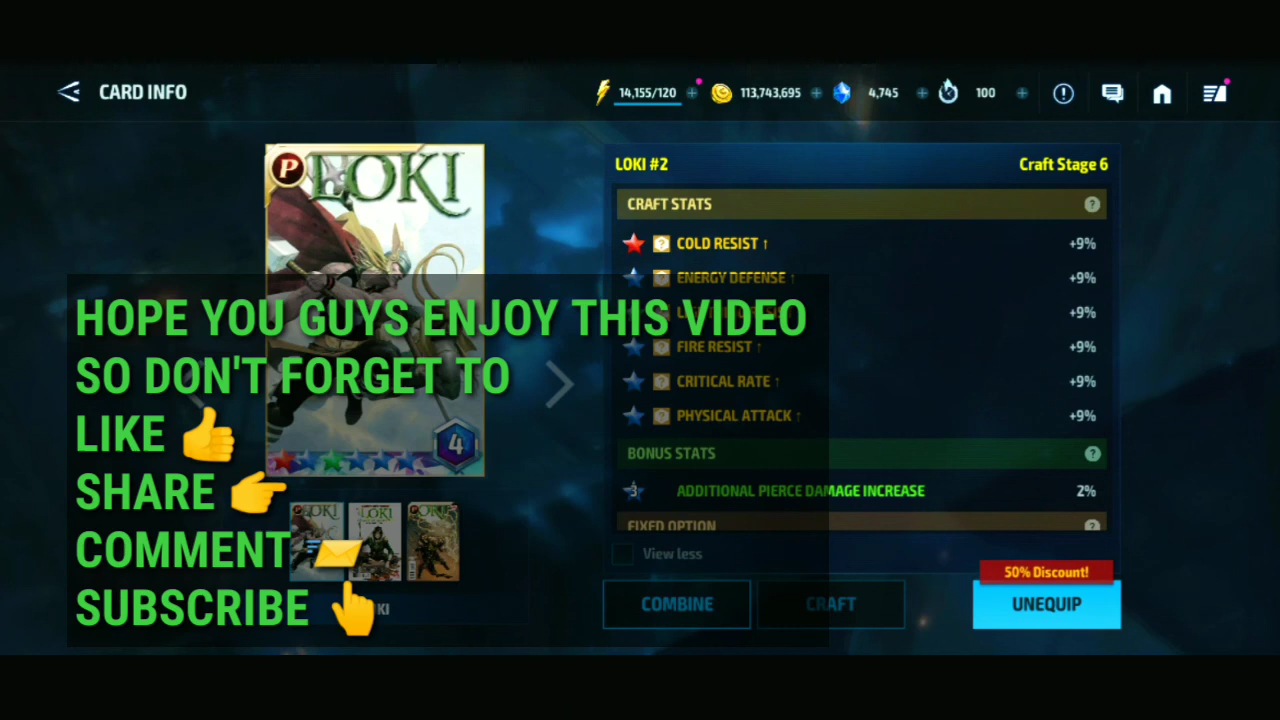 CARD INFO
14,155/120
113,743,695
4,745
100
P
LOKI
4
LOKI #2
Craft Stage 6
CRAFT STATS
COLD RESIST ↑ +9%
ENERGY DEFENSE ↑ +9%
+9%
FIRE RESIST ↑ +9%
CRITICAL RATE ↑ +9%
PHYSICAL ATTACK ↑ +9%
BONUS STATS
3 ADDITIONAL PIERCE DAMAGE INCREASE 2%
FIXED OPTION
View less
COMBINE
CRAFT
50% Discount!
UNEQUIP
HOPE YOU GUYS ENJOY THIS VIDEO
SO DON'T FORGET TO
LIKE 👍
SHARE 👉
COMMENT 📨
SUBSCRIBE 👆